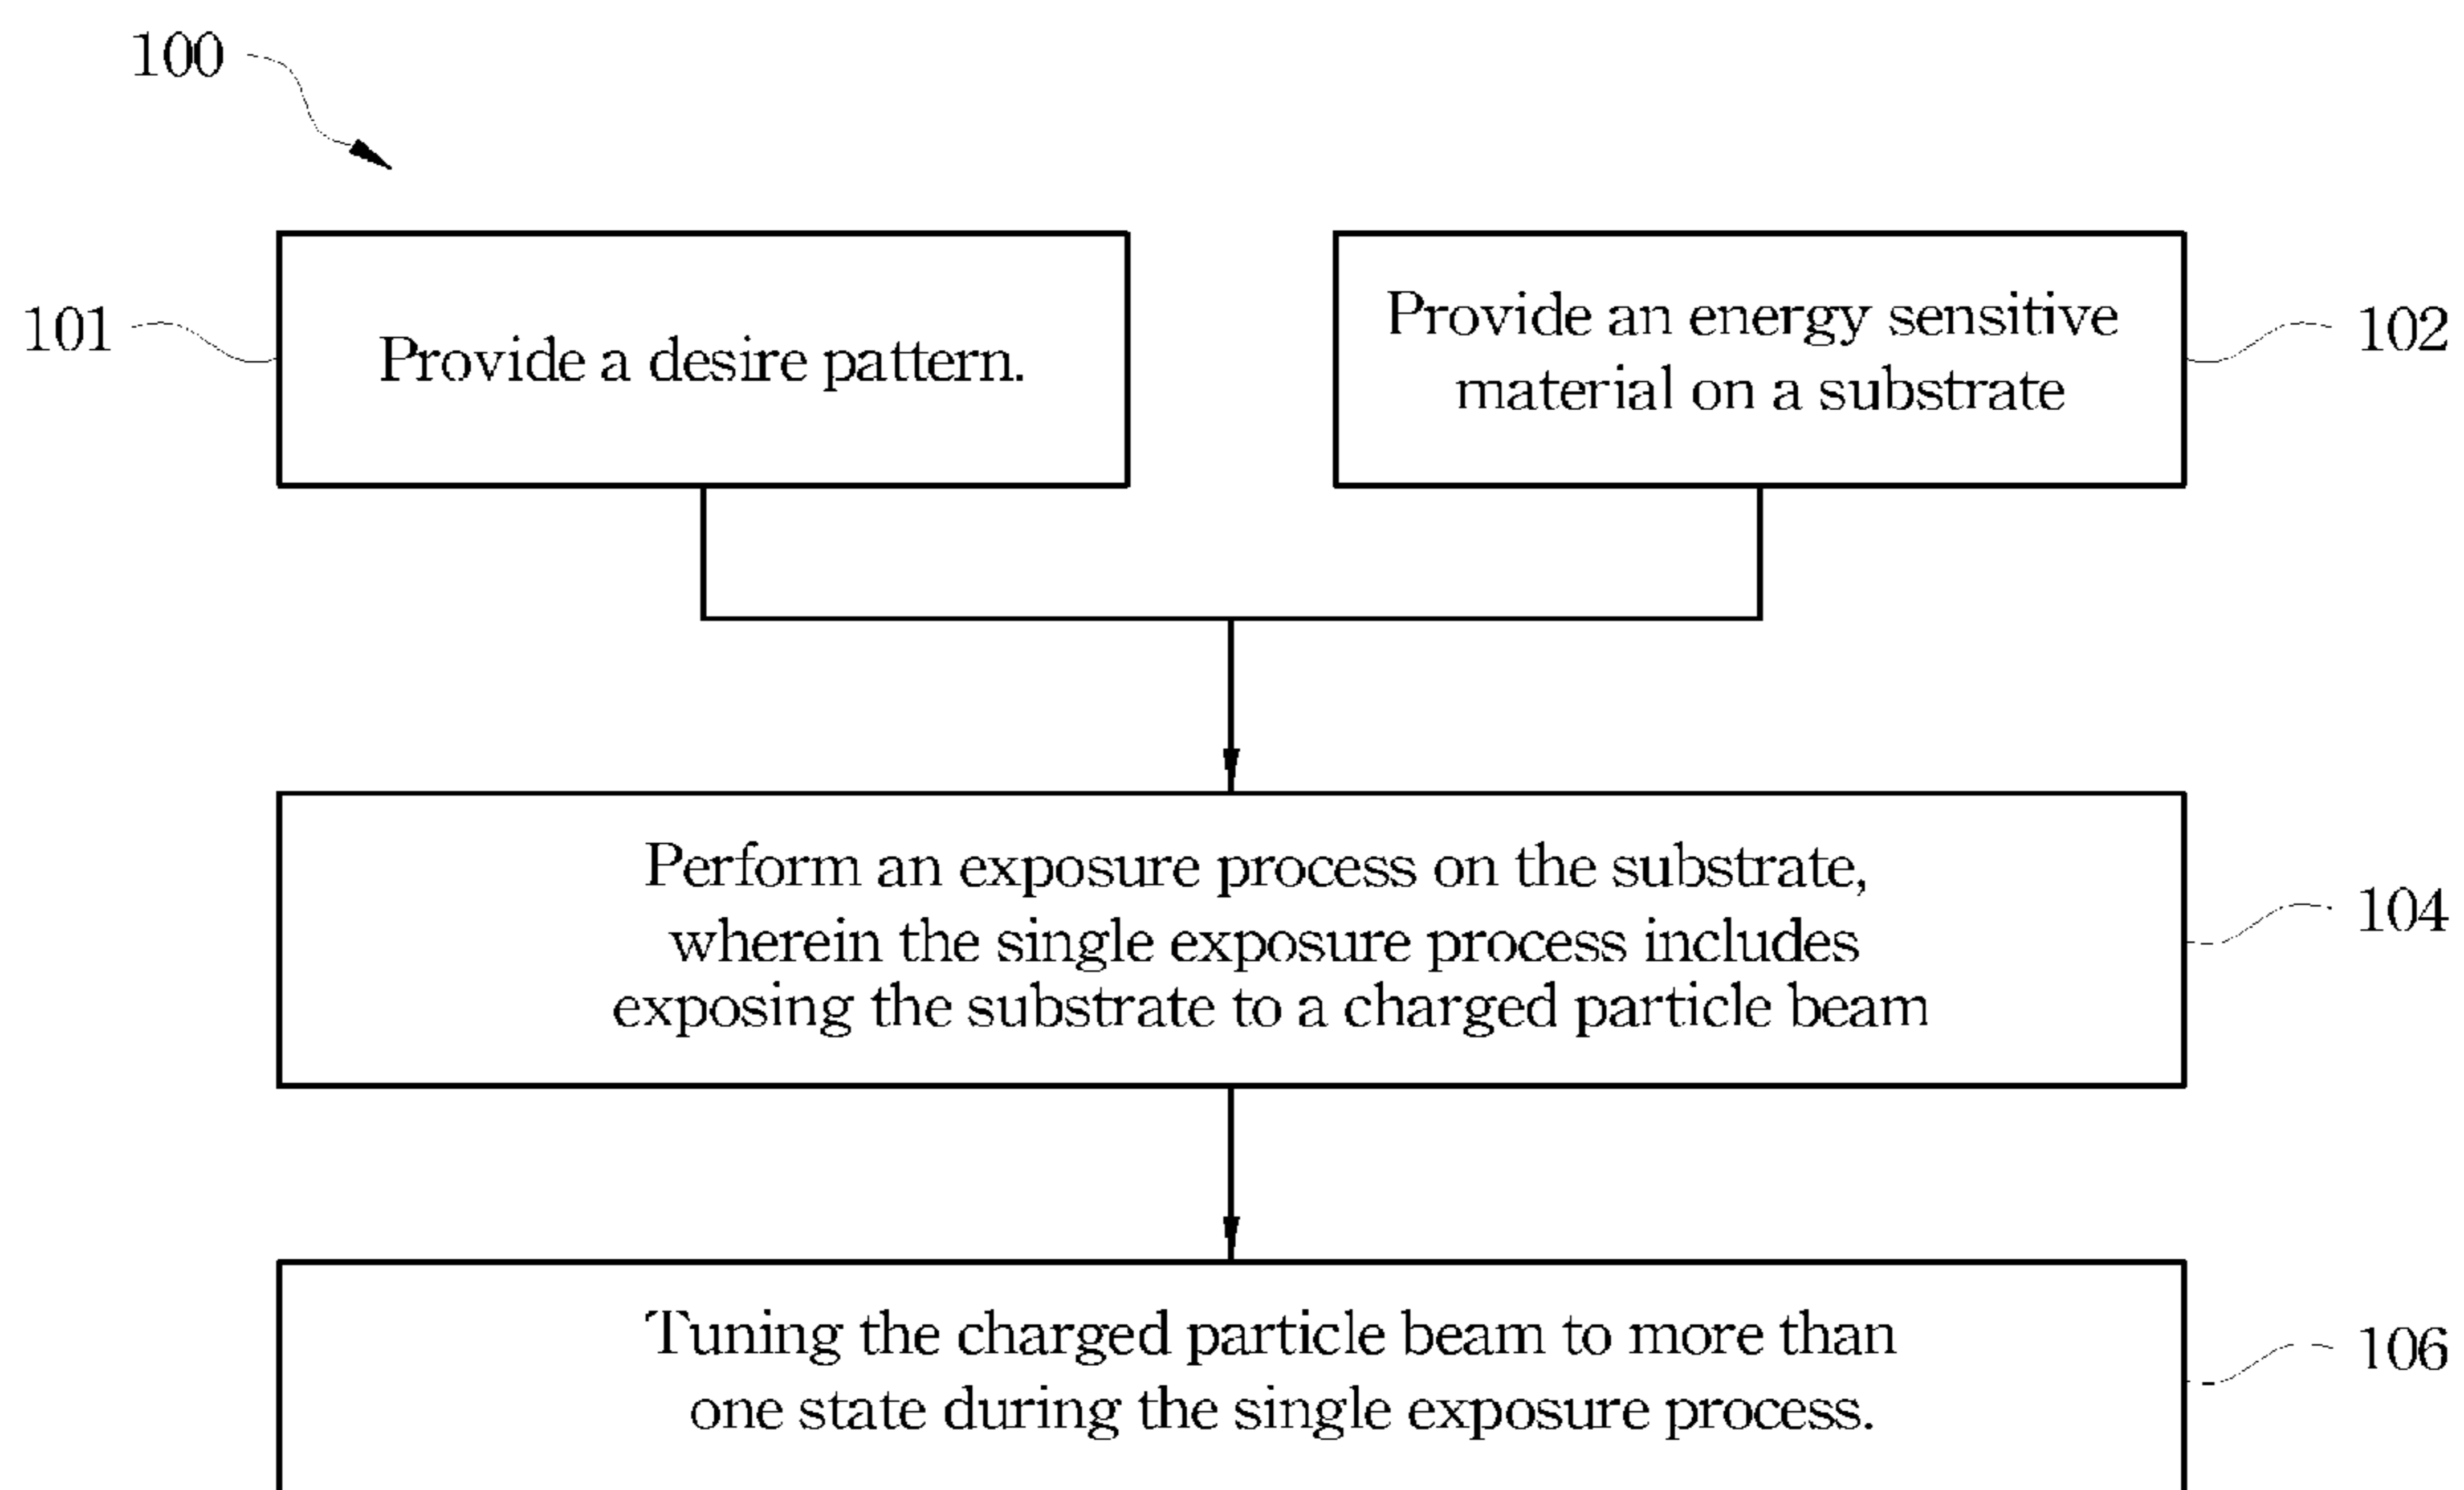 100
101
Provide a desire pattern.
Provide an energy sensitive
material on a substrate
102
Perform an exposure process on the substrate,
wherein the single exposure process includes
exposing the substrate to a charged particle beam
104
Tuning the charged particle beam to more than
one state during the single exposure process.
106